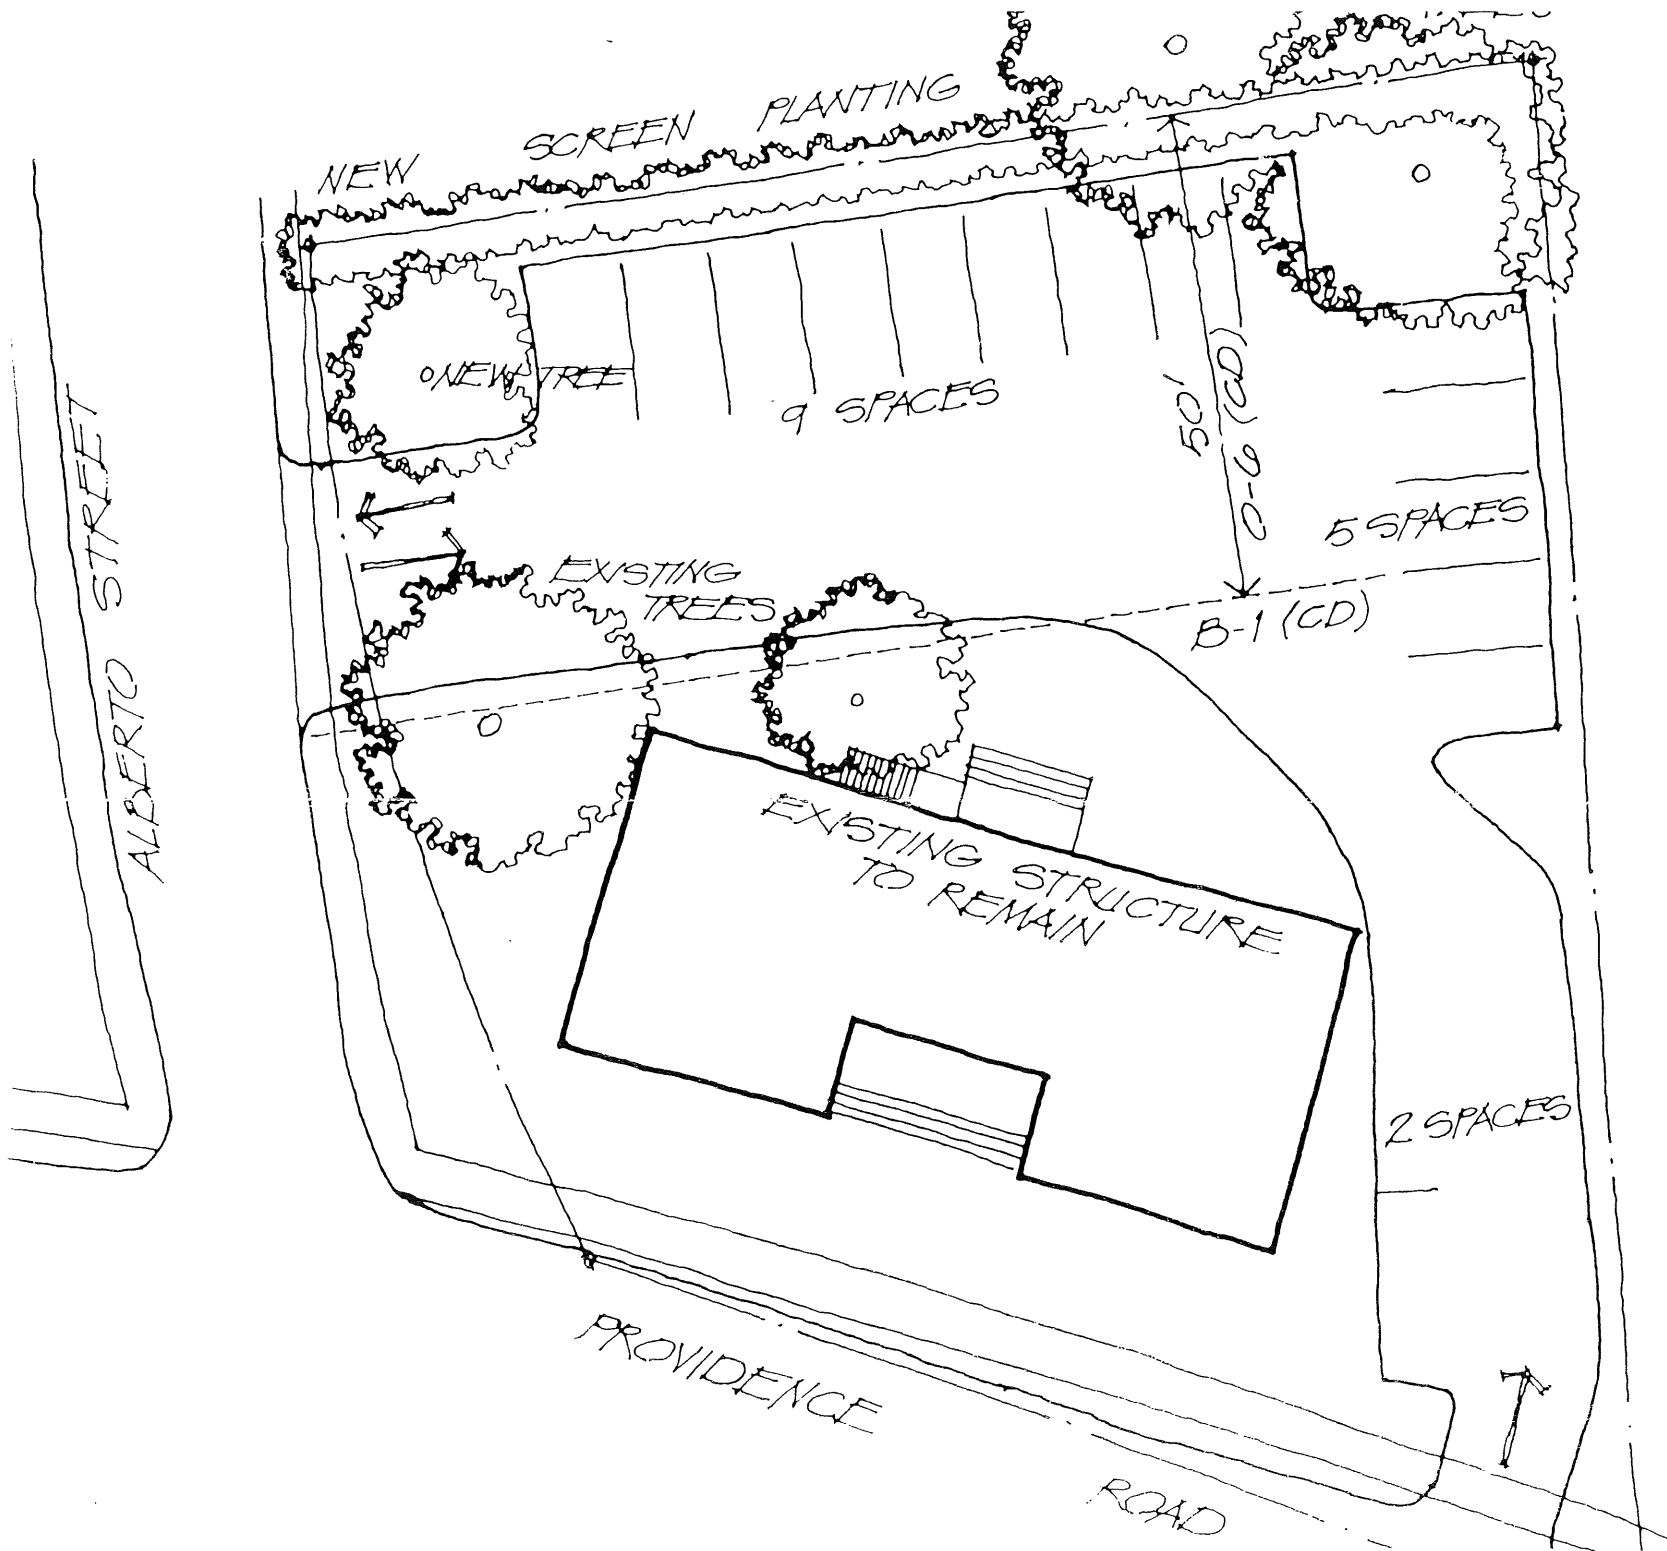 NEW SCREEN PLANTING
NEW TREE
9 SPACES
50'
O-6 (CD)
5 SPACES
B-1 (CD)
EXISTING
TREES
ALBERTO STREET
EXISTING STRUCTURE
TO REMAIN
2 SPACES
PROVIDENCE ROAD